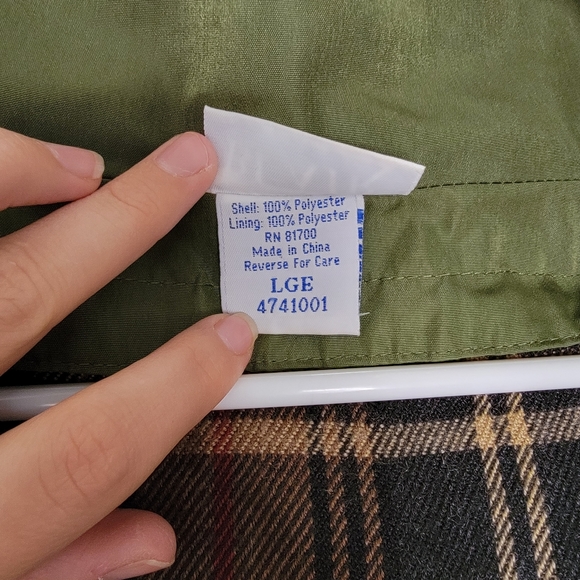 Shell: 100% Polyester
Lining: 100% Polyester
RN 81700
Made in China
Reverse For Care
LGE
4741001